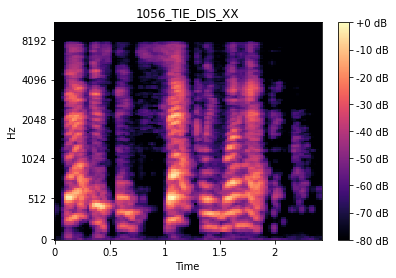 1056_TIE_DIS_XX
+0 dB
8192
-10 dB
4096
-20 dB
-30 dB
2048
Hz
-40 dB
1024
-50 dB
512
-60 dB
-70 dB
0
-80 dB
0 0.5 1 1.5 2
Time